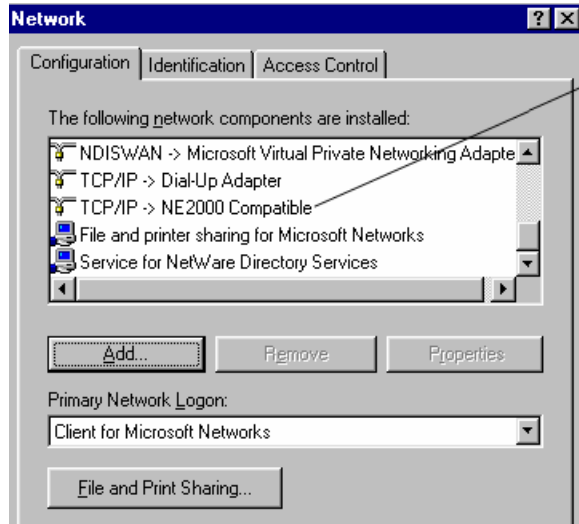 Network
Configuration Identification Access Control
The following network components are installed:
NDISWAN -> Microsoft Virtual Private Networking Adapte
TCP/IP -> Dial-Up Adapter
TCP/IP -> NE2000 Compatible
File and printer sharing for Microsoft Networks
Service for NetWare Directory Services
Add... Remove Properties
Primary Network Logon:
Client for Microsoft Networks
File and Print Sharing...